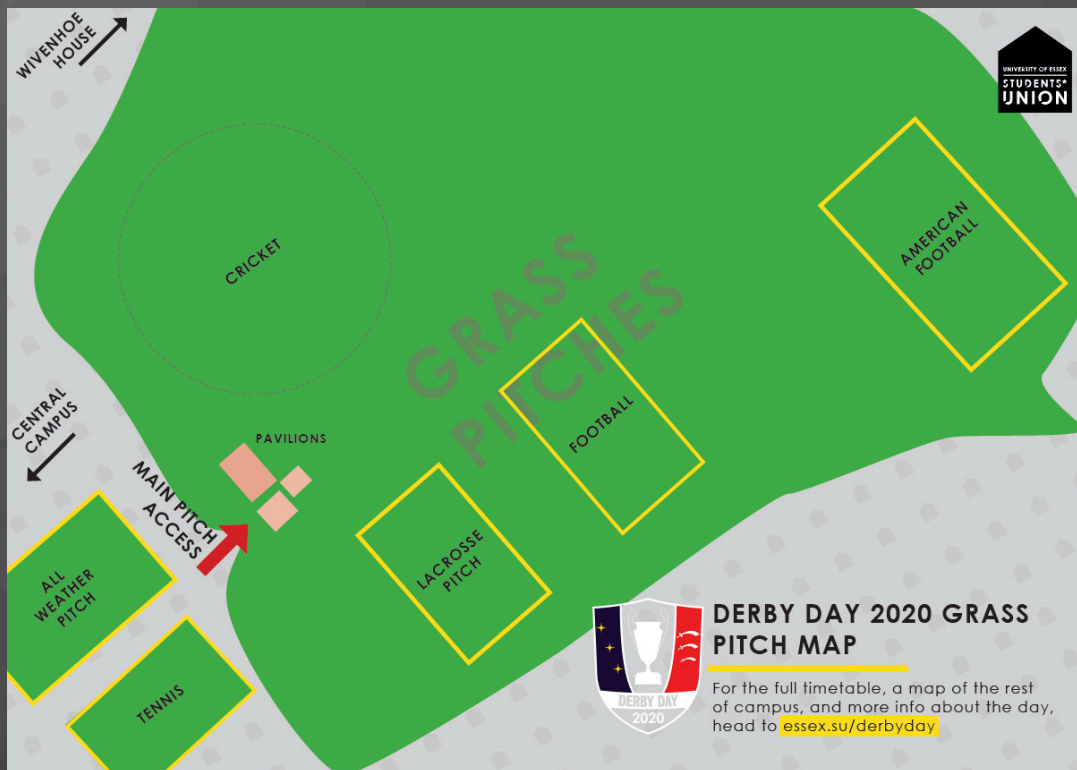 WIVENHOE
HOUSE
UNIVERSITY OF ESSEX
STUDENTS'
UNION
CRICKET
AMERICAN
FOOTBALL
GRASS
PITCHES
FOOTBALL
CENTRAL
CAMPUS
PAVILIONS
MAIN PITCH
ACCESS
LACROSSE
PITCH
ALL
WEATHER
PITCH
TENNIS
DERBY DAY
2020
DERBY DAY 2020 GRASS
PITCH MAP
For the full timetable, a map of the rest
of campus, and more info about the day,
head to essex.su/derbyday